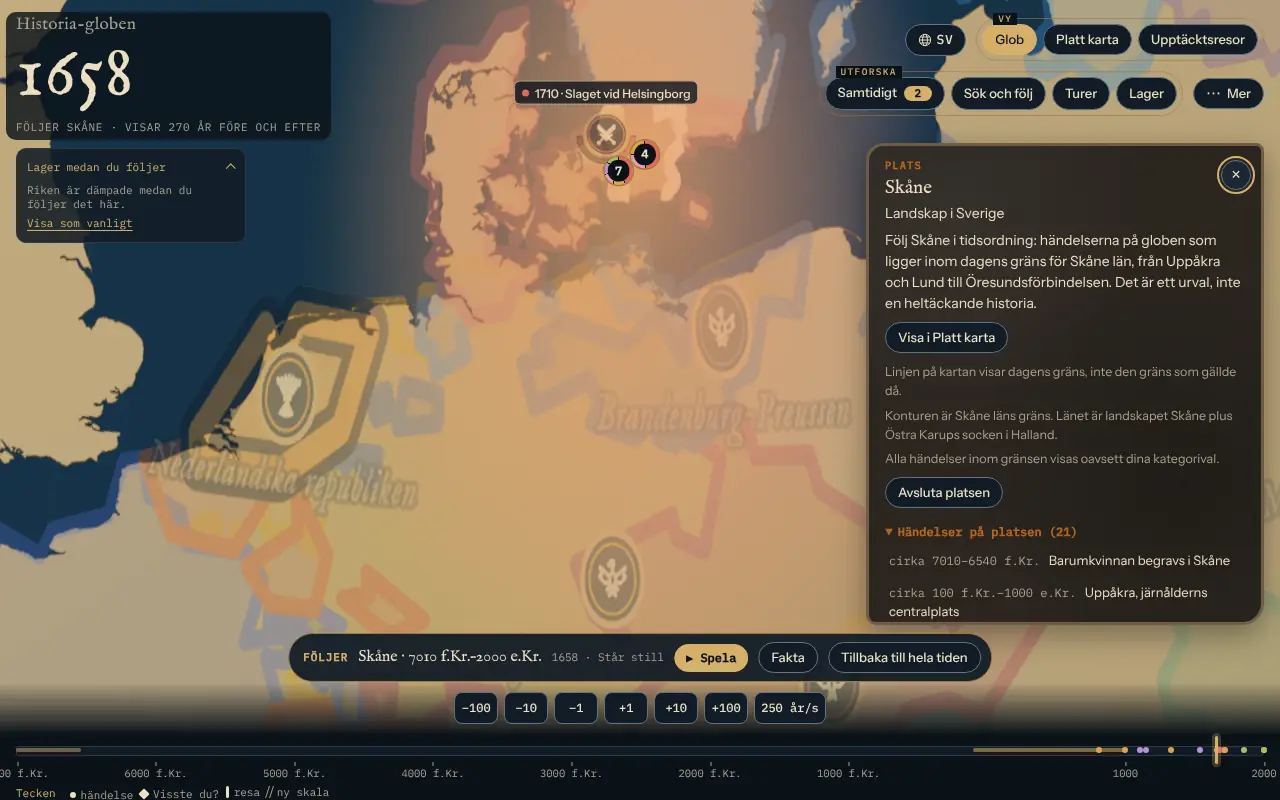 Historia-globen
1658
FÖLJER SKÅNE · VISAR 270 ÅR FÖRE OCH EFTER
Lager medan du följer
Riken är dämpade medan du
följer det här.
Visa som vanligt
1710 · Slaget vid Helsingborg
4
7
SV
VY
Glob
Platt karta
Upptäcktsresor
UTFORSKA
Samtidigt 2
Sök och följ
Turer
Lager
··· Mer
Nederländska republiken
Brandenburg-Preussen
PLATS
Skåne
Landskap i Sverige
Följ Skåne i tidsordning: händelserna på globen som
ligger inom dagens gräns för Skåne län, från Uppåkra
och Lund till Öresundsförbindelsen. Det är ett urval, inte
en heltäckande historia.
Visa i Platt karta
Linjen på kartan visar dagens gräns, inte den gräns som gällde
då.
Konturen är Skåne läns gräns. Länet är landskapet Skåne plus
Östra Karups socken i Halland.
Alla händelser inom gränsen visas oavsett dina kategorival.
Avsluta platsen
▼ Händelser på platsen (21)
cirka 7010–6540 f.Kr. Barumkvinnan begravs i Skåne
cirka 100 f.Kr.–1000 e.Kr. Uppåkra, järnålderns
centralplats
FÖLJER Skåne · 7010 f.Kr.–2000 e.Kr. 1658 · Står still
▶ Spela
Fakta
Tillbaka till hela tiden
−100 −10 −1 +1 +10 +100 250 år/s
00 f.Kr. 6000 f.Kr. 5000 f.Kr. 4000 f.Kr. 3000 f.Kr. 2000 f.Kr. 1000 f.Kr. 1000 2000
Tecken händelse Visste du? resa // ny skala